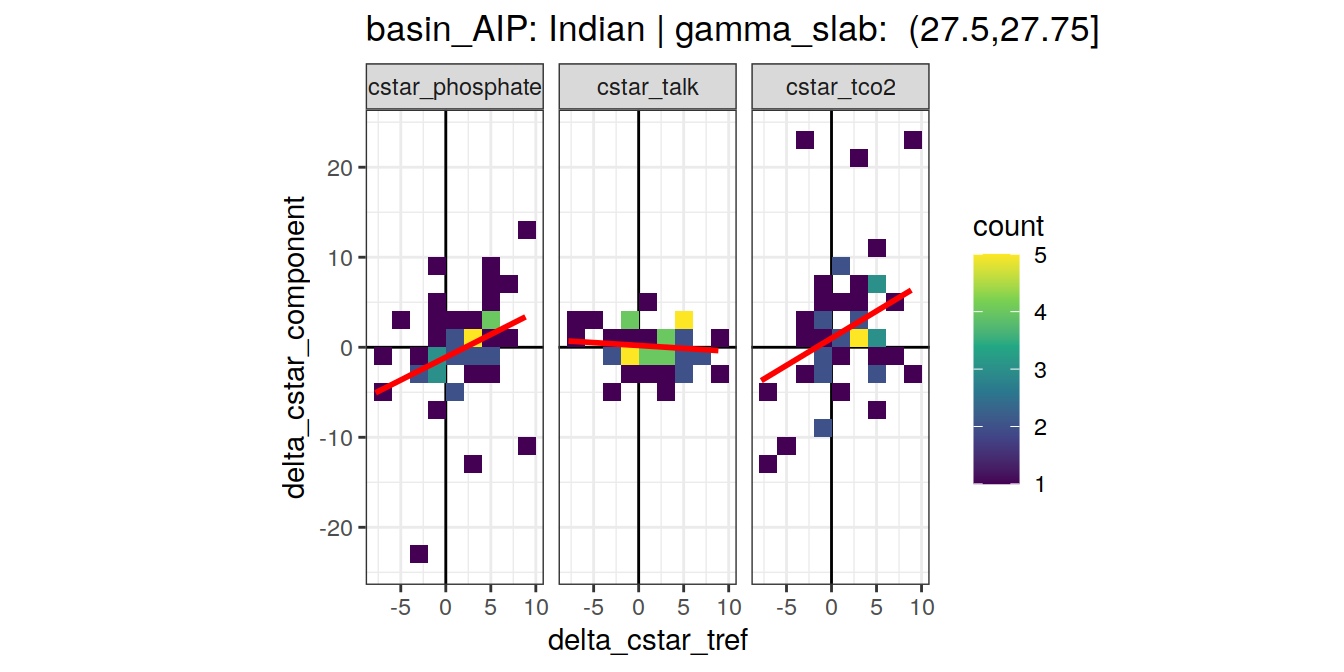 basin_AIP: Indian | gamma_slab:  (27.5,27.75]
cstar_phosphate cstar_talk cstar_tco2
delta_cstar_component
20
10
0
-10
-20
-5 0 5 10 -5 0 5 10 -5 0 5 10
delta_cstar_tref
count
5
4
3
2
1